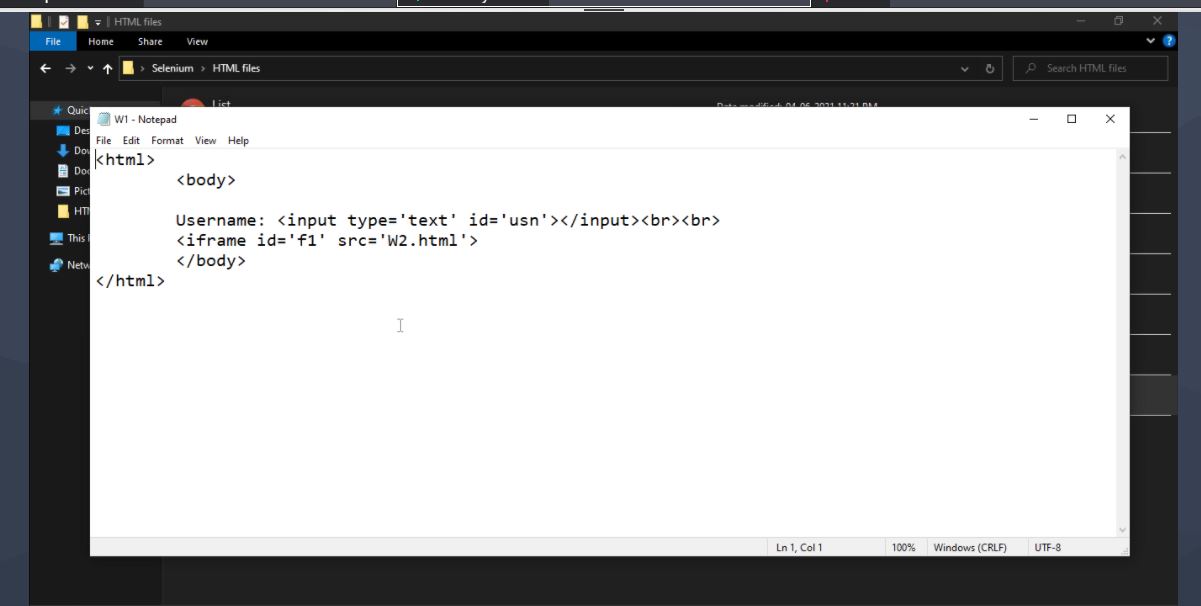 HTML files
File Home Share View
Selenium > HTML files
Search HTML files
List
Date modified: 04-06-2021 11:21 PM
Quic
Des
Dow
Doc
Pict
HTM
This
Netw
W1 - Notepad
File Edit Format View Help
<html>
<body>
Username: <input type='text' id='usn'></input><br><br>
<iframe id='f1' src='W2.html'>
</body>
</html>
Ln 1, Col 1 100% Windows (CRLF) UTF-8